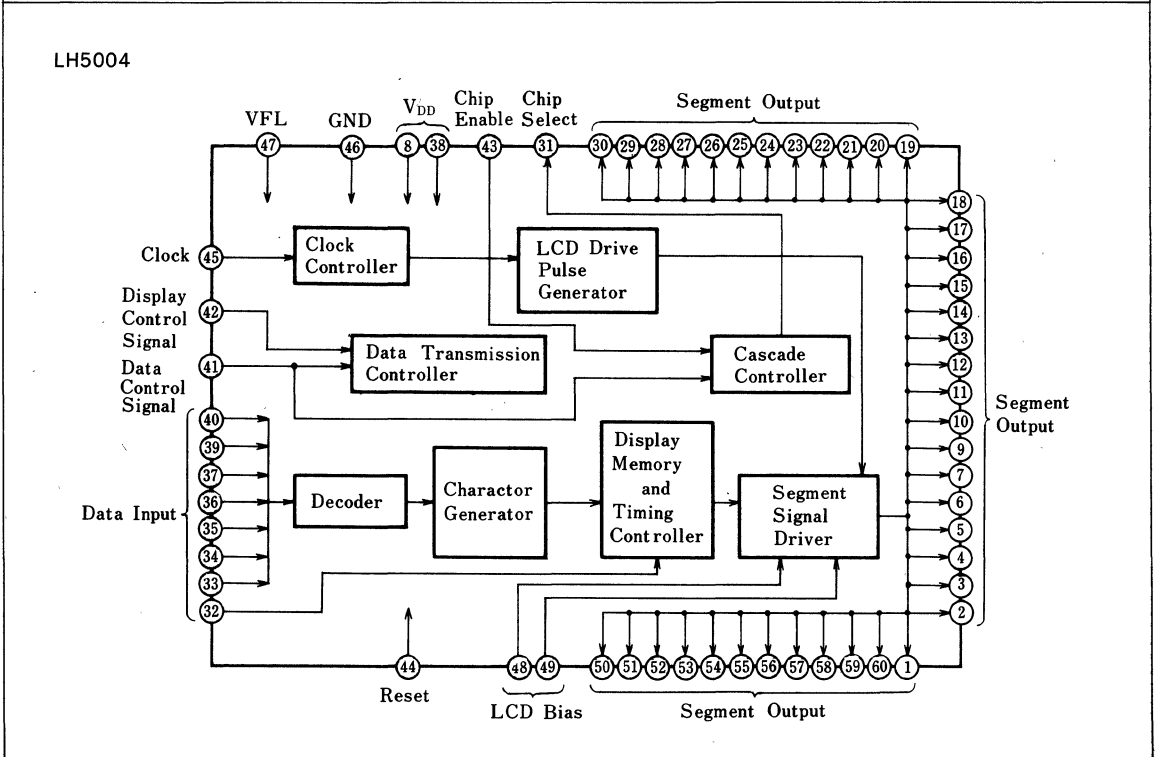 LH5004
VFL
GND
VDD
Chip Enable
Chip Select
Segment Output
47
46
8
38
43
31
30 29 28 27 26 25 24 23 22 21 20 19
18
17
16
15
14
13
12
11
10
9
7
6
5
4
3
2
Segment Output
Clock
45
Clock Controller
LCD Drive Pulse Generator
Display Control Signal
42
Data Transmission Controller
Cascade Controller
Data Control Signal
41
Data Input
40
39
37
36
35
34
33
32
Decoder
Charactor Generator
Display Memory and Timing Controller
Segment Signal Driver
44
Reset
48
49
LCD Bias
50 51 52 53 54 55 56 57 58 59 60 1
Segment Output